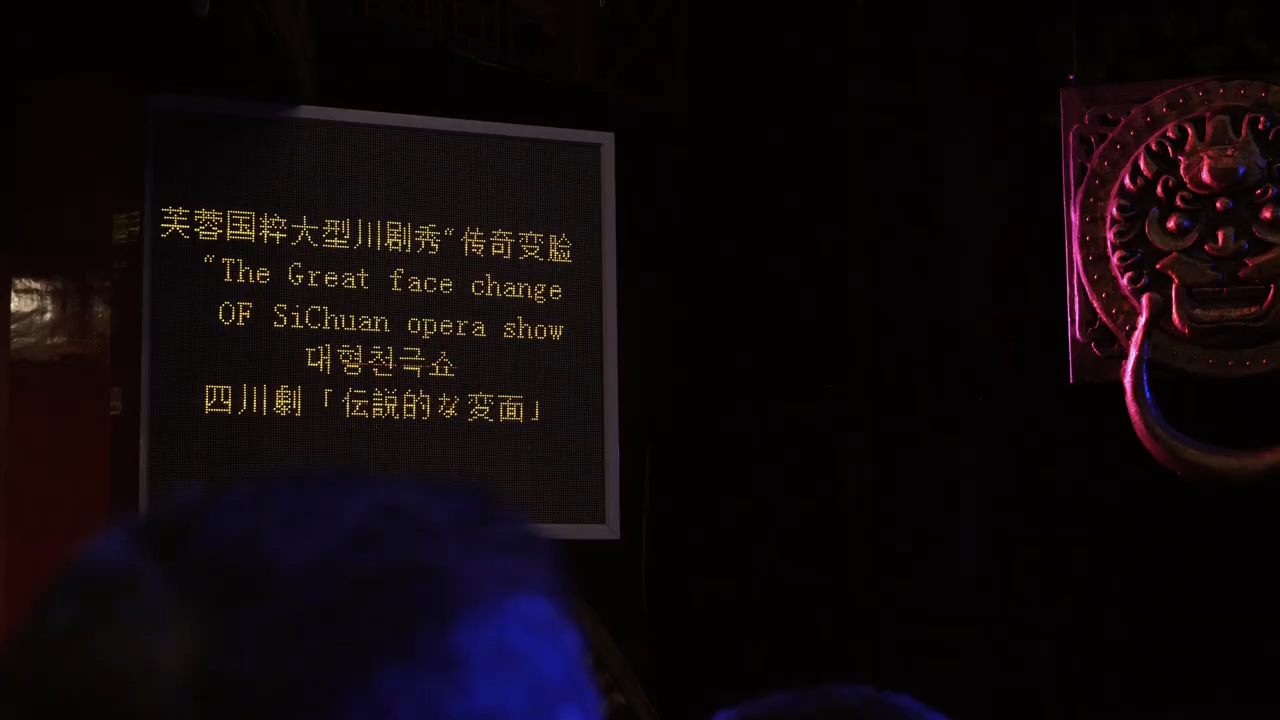 芙蓉国粹大型川剧秀“传奇变脸
“The Great face change
OF SiChuan opera show
대형천극쇼
四川劇「伝説的な変面」